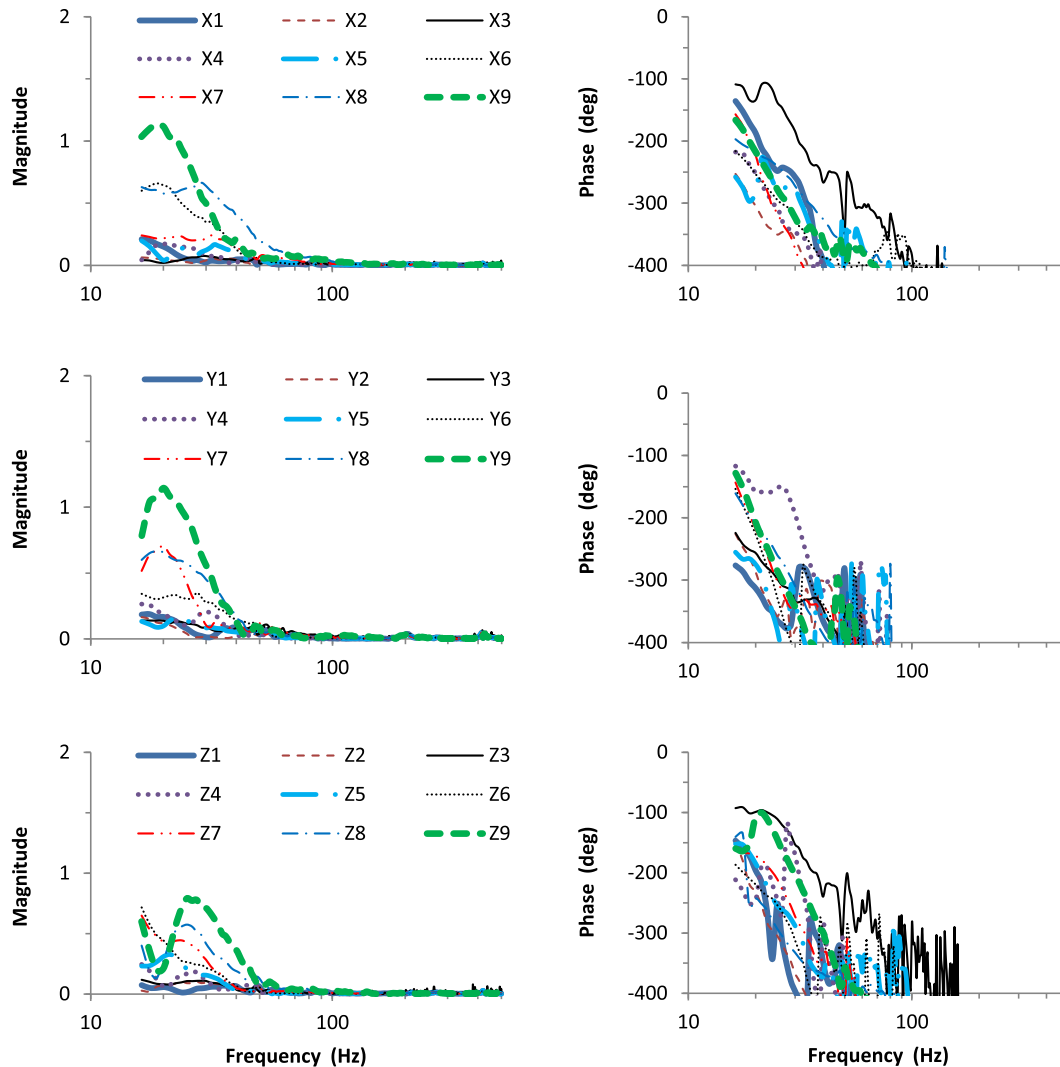 2
1
0
10
100
Magnitude
X1 X2 X3
X4 X5 X6
X7 X8 X9
0
-100
-200
-300
-400
10
100
Phase (deg)
2
1
0
10
100
Magnitude
Y1 Y2 Y3
Y4 Y5 Y6
Y7 Y8 Y9
0
-100
-200
-300
-400
10
100
Phase (deg)
2
1
0
10
100
Magnitude
Z1 Z2 Z3
Z4 Z5 Z6
Z7 Z8 Z9
Frequency (Hz)
0
-100
-200
-300
-400
10
100
Phase (deg)
Frequency (Hz)